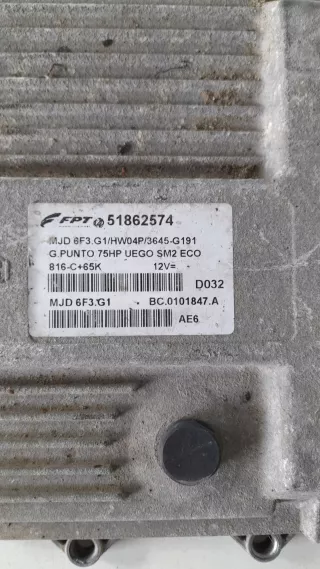 FPT 51862574
MJD 6F3.G1/HW04P/3645-G191
G.PUNTO 75HP UEGO SM2 ECO
816-C+65K 12V=
D032
MJD 6F3.G1 BC.0101847.A
AE6